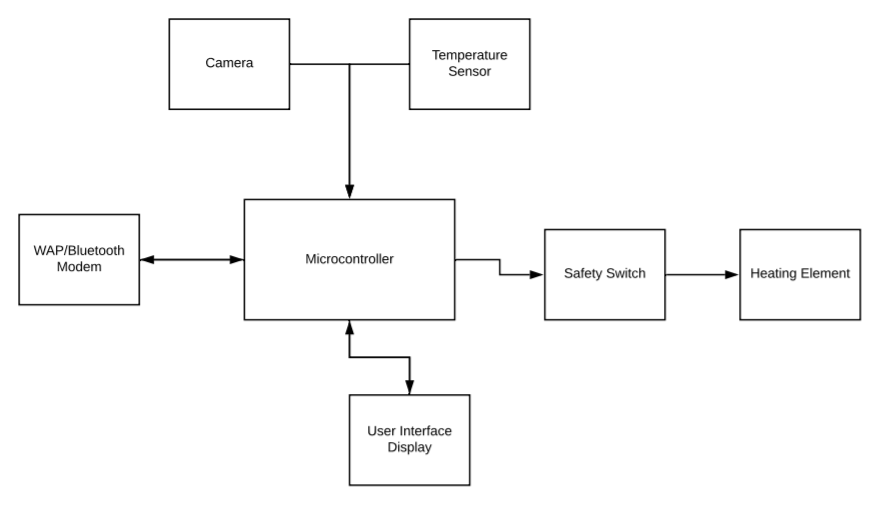 Camera
Temperature
Sensor
WAP/Bluetooth
Modem
Microcontroller
Safety Switch
Heating Element
User Interface
Display